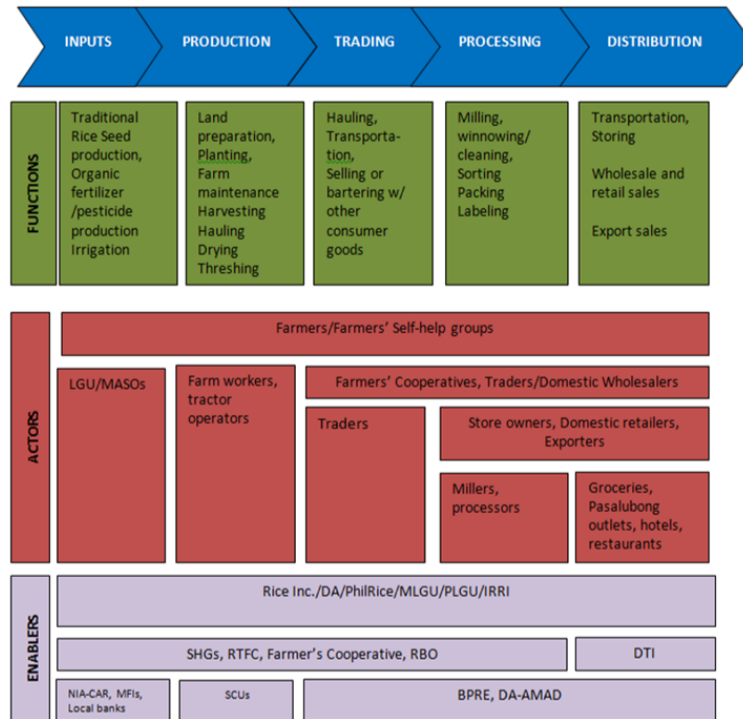 INPUTS
PRODUCTION
TRADING
PROCESSING
DISTRIBUTION
FUNCTIONS
Traditional
Rice Seed
production,
Organic
fertilizer
/pesticide
production
Irrigation
Land
preparation,
Planting,
Farm
maintenance
Harvesting
Hauling
Drying
Threshing
Hauling,
Transporta-
tion,
Selling or
bartering w/
other
consumer
goods
Milling,
winnowing/
cleaning,
Sorting
Packing
Labeling
Transportation,
Storing
Wholesale and
retail sales
Export sales
ACTORS
Farmers/Farmers' Self-help groups
LGU/MASOs
Farm workers,
tractor
operators
Farmers' Cooperatives, Traders/Domestic Wholesalers
Traders
Store owners, Domestic retailers,
Exporters
Millers,
processors
Groceries,
Pasalubong
outlets, hotels,
restaurants
ENABLERS
Rice Inc./DA/PhilRice/MLGU/PLGU/IRRI
SHGs, RTFC, Farmer's Cooperative, RBO
DTI
NIA-CAR, MFIs,
Local banks
SCUs
BPRE, DA-AMAD